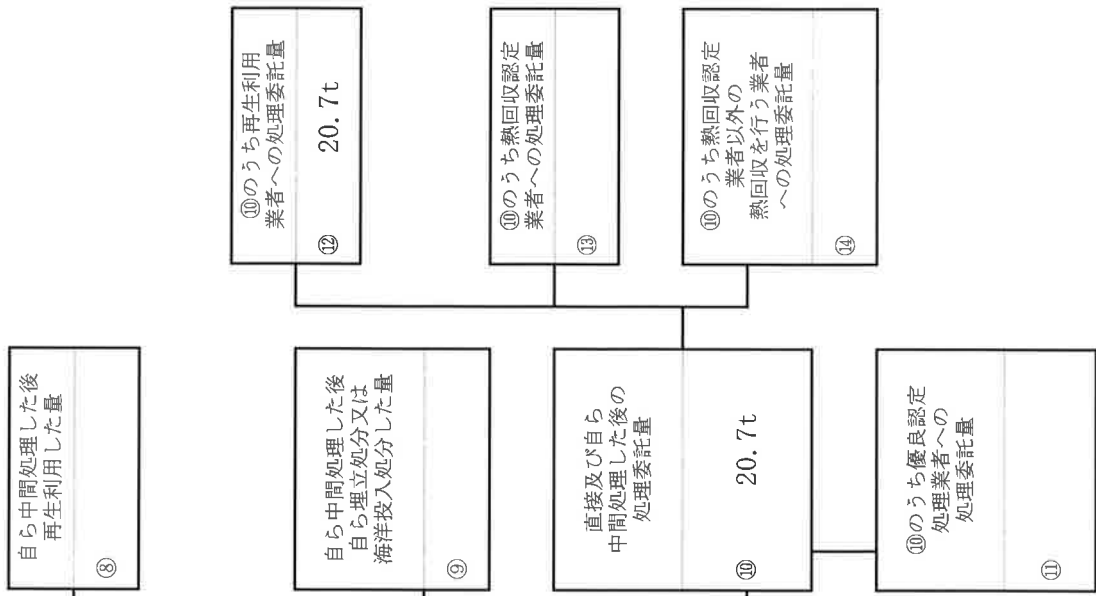 自ら中間処理した後
再生利用した量
⑧
自ら中間処理した後
自ら埋立処分又は
海洋投入処分した量
⑨
直接及び自ら
中間処理した後の
処理委託量
⑩
20.7t
⑩のうち優良認定
処理業者への
処理委託量
⑪
⑩のうち再生利用
業者への処理委託量
⑫
20.7t
⑩のうち熱回収認定
業者への処理委託量
⑬
⑩のうち熱回収認定
業者以外の
熱回収を行う業者
への処理委託量
⑭